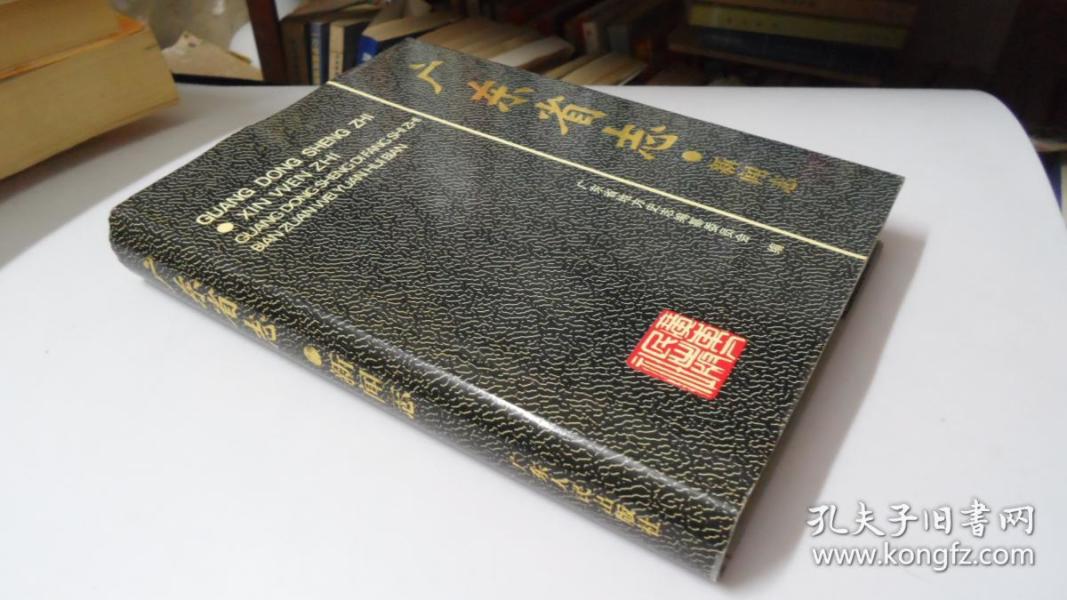 广东省志·新闻志
广东省地方史志编纂委员会 编
GUANG DONG SHENG ZHI
• XIN WEN ZHI
GUANG DONG SHENG DIFANG SHI ZHI
BIAN ZUAN WEI YUAN HUI BIAN
广东省志·新闻志
广东人民出版社
孔夫子旧書网
www.kongfz.com